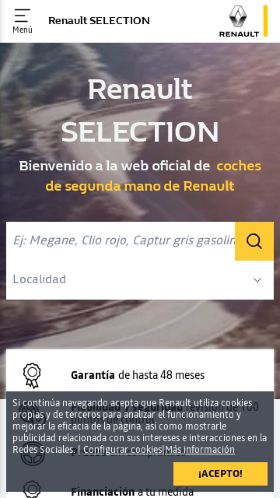 Menú
Renault SELECTION
RENAULT
Renault
SELECTION
Bienvenido a la web oficial de coches
de segunda mano de Renault
Ej: Megane, Clio rojo, Captur gris gasolin
Localidad
Garantía de hasta 48 meses
Si continúa navegando acepta que Renault utiliza cookies
propias y de terceros para analizar el funcionamiento y
mejorar la eficacia de la página, así como mostrarle
publicidad relacionada con sus intereses e interacciones en la
Redes Sociales. | Configurar cookies|Más información
¡ACEPTO!
Financiación a tu medida